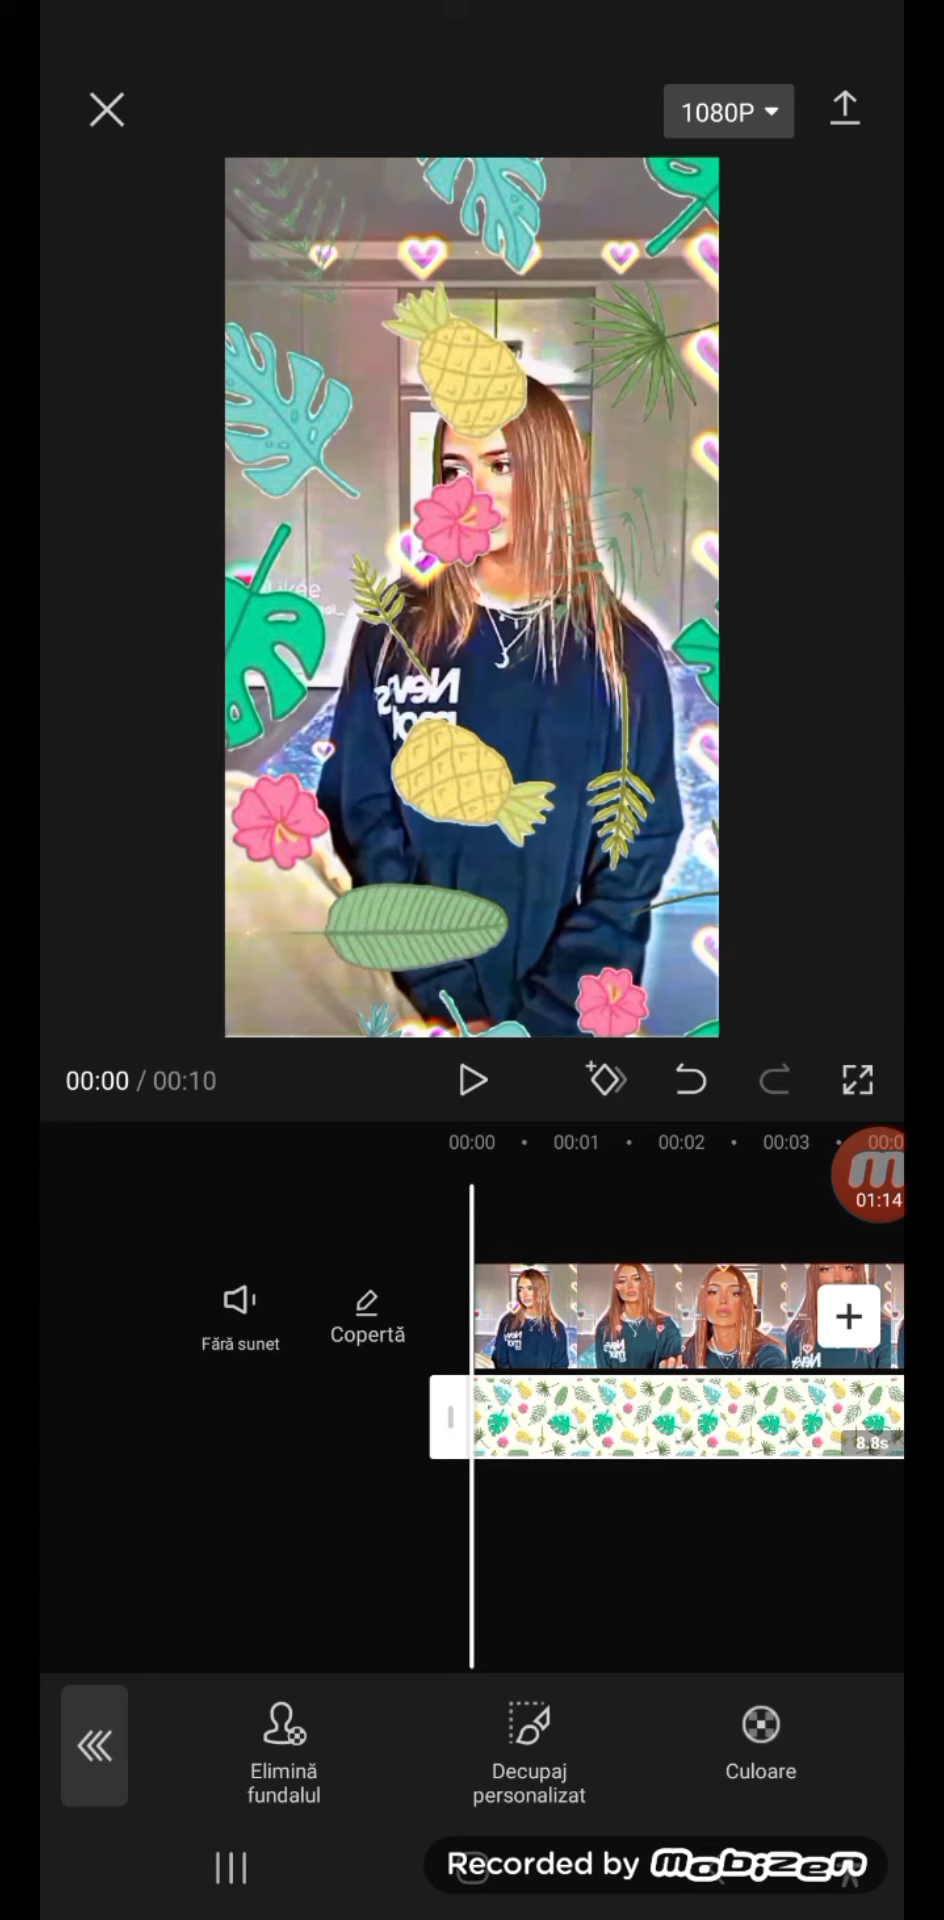 1080P
Likee
00:00 / 00:10
00:00 00:01 00:02 00:03
01:14
Fără sunet
Copertă
8.8s
Elimină
fundalul
Decupaj
personalizat
Culoare
Recorded by mobizen